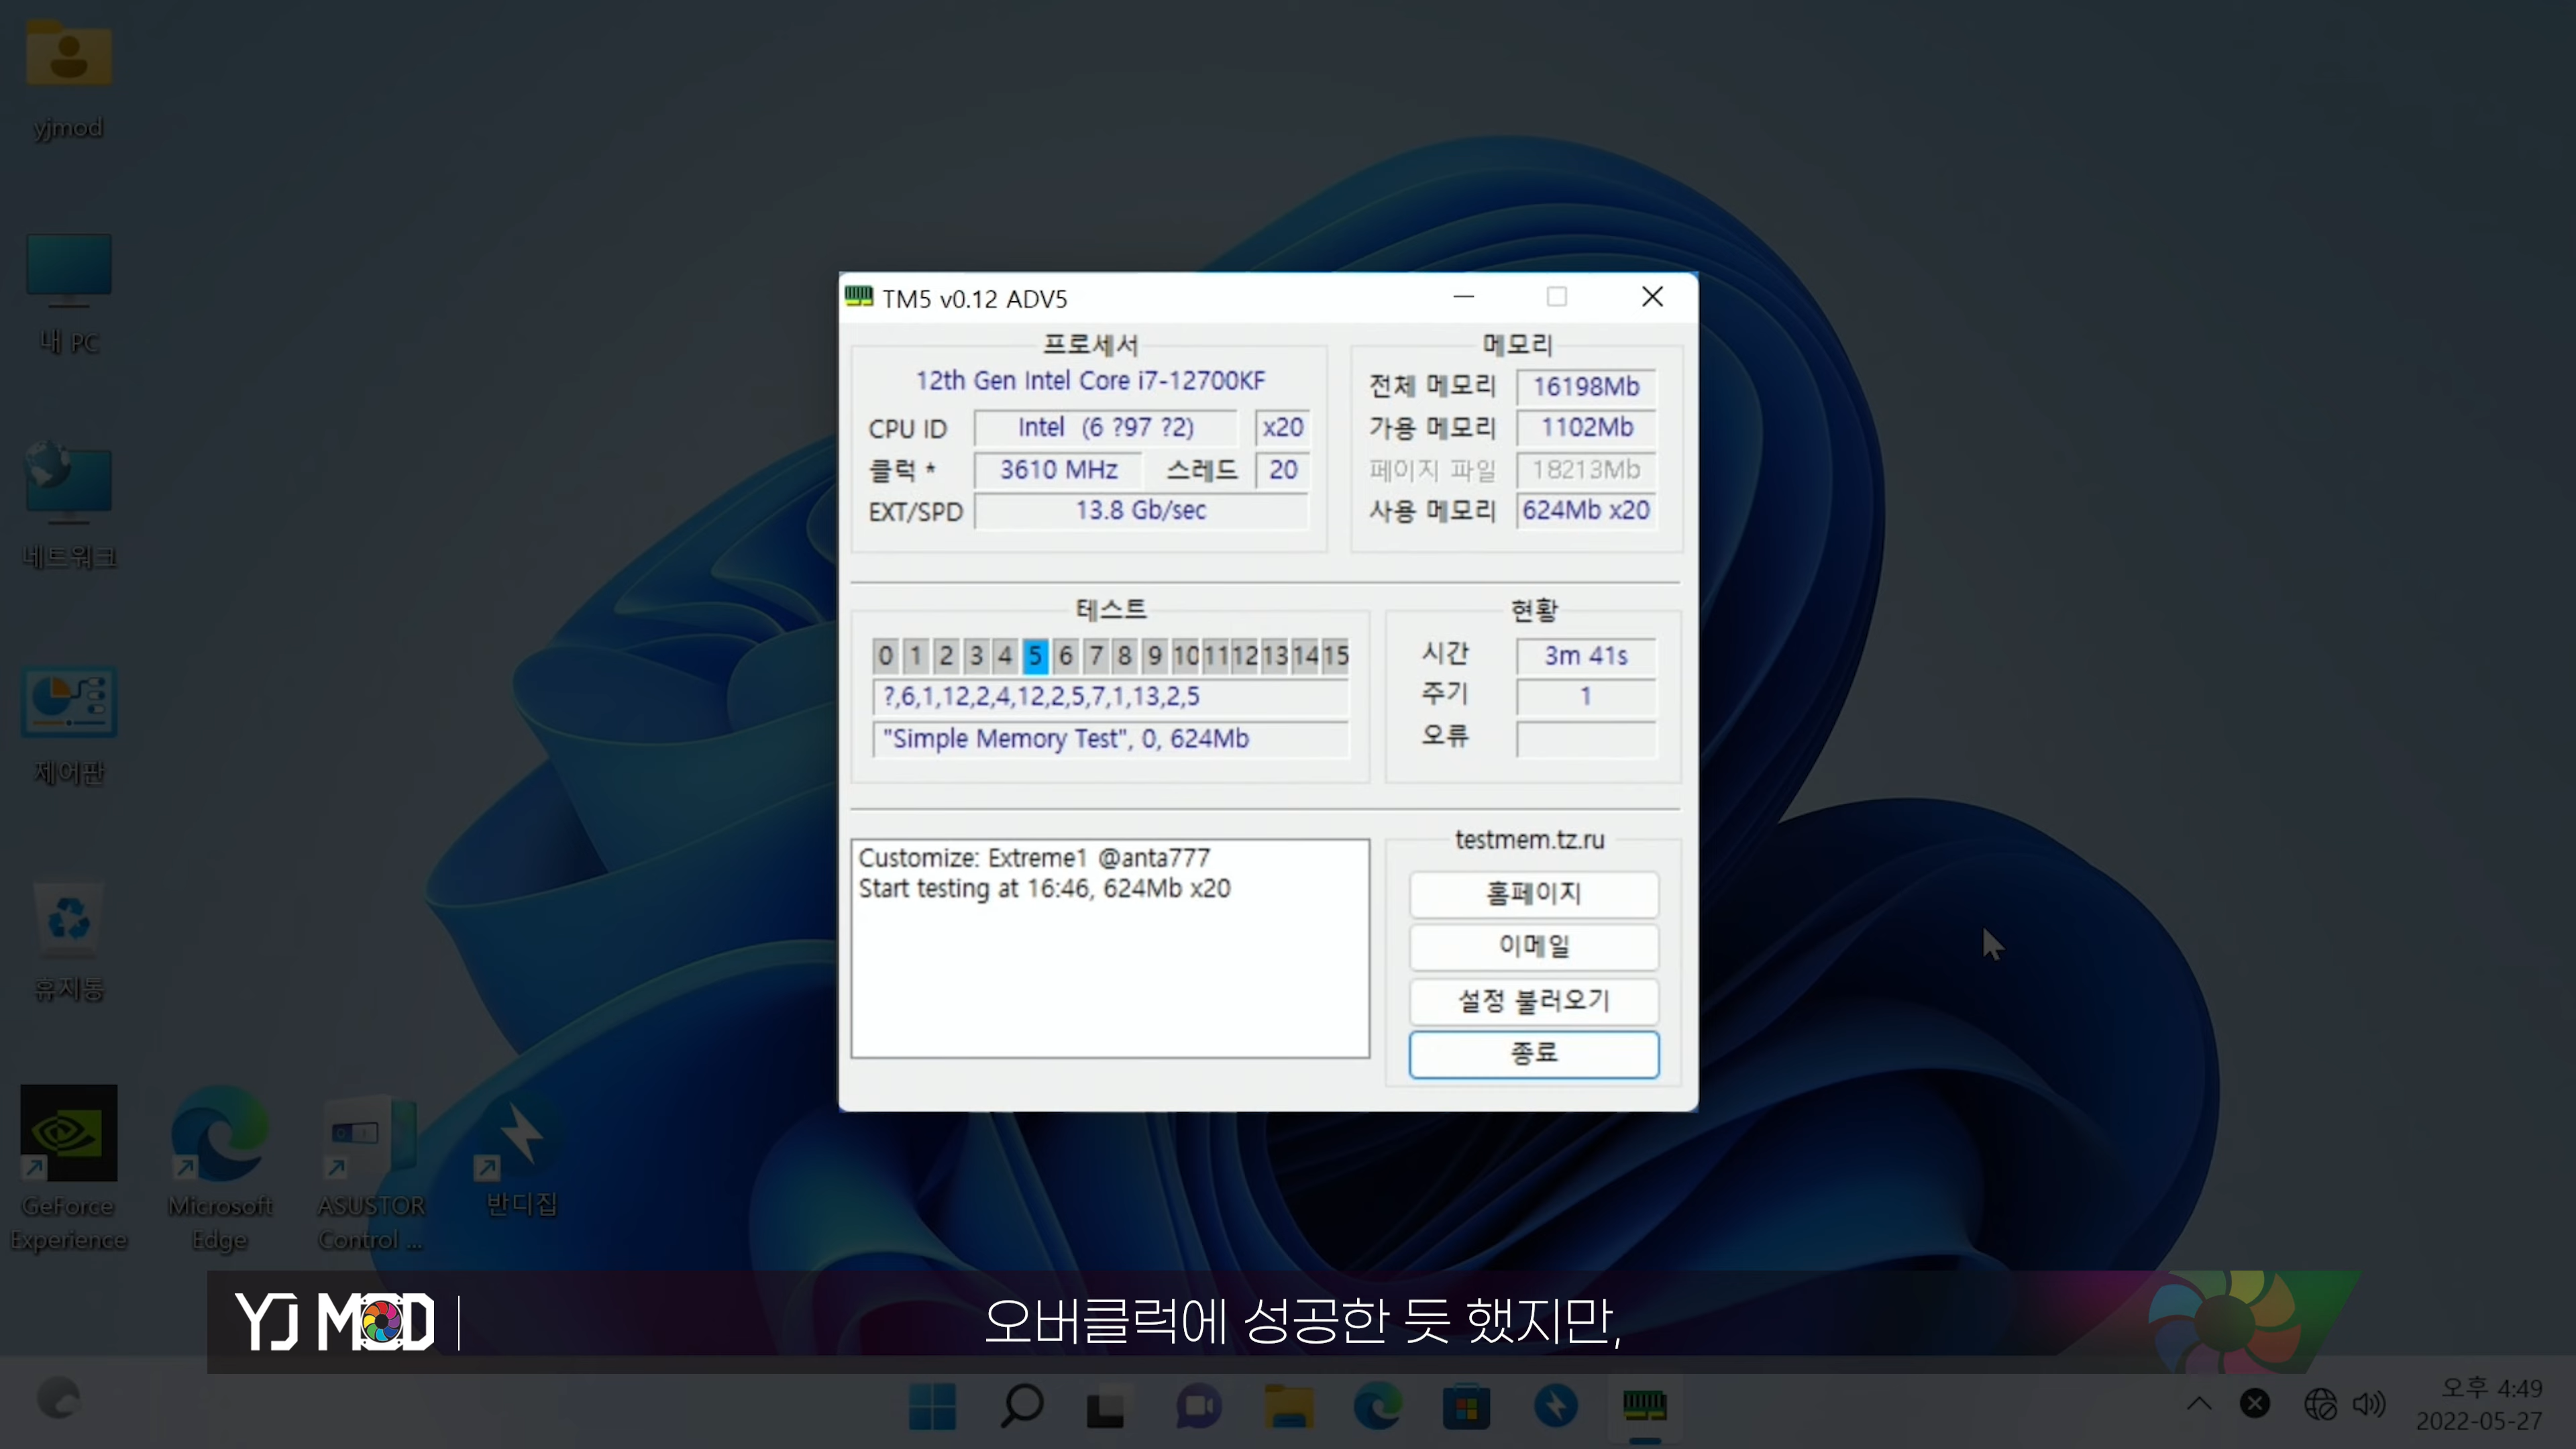 yjmod
내 PC
네트워크
제어판
휴지통
GeForce
Experience
Microsoft
Edge
ASUSTOR
Control ...
반디집
TM5 v0.12 ADV5
프로세서
12th Gen Intel Core i7-12700KF
CPU ID Intel (6 ?97 ?2) x20
클럭 * 3610 MHz 스레드 20
EXT/SPD 13.8 Gb/sec
메모리
전체 메모리 16198Mb
가용 메모리 1102Mb
페이지 파일 18213Mb
사용 메모리 624Mb x20
테스트
0 1 2 3 4 5 6 7 8 9 10 11 12 13 14 15
?,6,1,12,2,4,12,2,5,7,1,13,2,5
"Simple Memory Test", 0, 624Mb
현황
시간 3m 41s
주기 1
오류
Customize: Extreme1 @anta777
Start testing at 16:46, 624Mb x20
testmem.tz.ru
홈페이지
이메일
설정 불러오기
종료
YJ MOD
오버클럭에 성공한 듯 했지만,
오후 4:49
2022-05-27